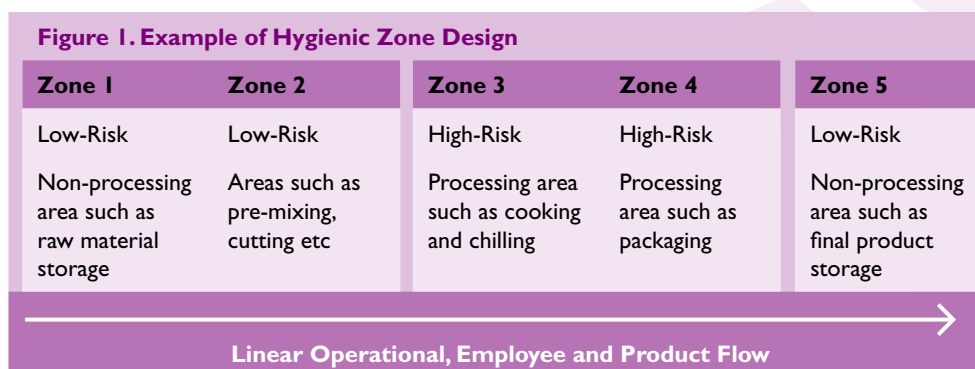 Figure 1. Example of Hygienic Zone Design
Zone 1
Low-Risk
Non-processing
area such as
raw material
storage
Zone 2
Low-Risk
Areas such as
pre-mixing,
cutting etc
Zone 3
High-Risk
Processing area
such as cooking
and chilling
Zone 4
High-Risk
Processing
area such as
packaging
Zone 5
Low-Risk
Non-processing
area such as
final product
storage
Linear Operational, Employee and Product Flow